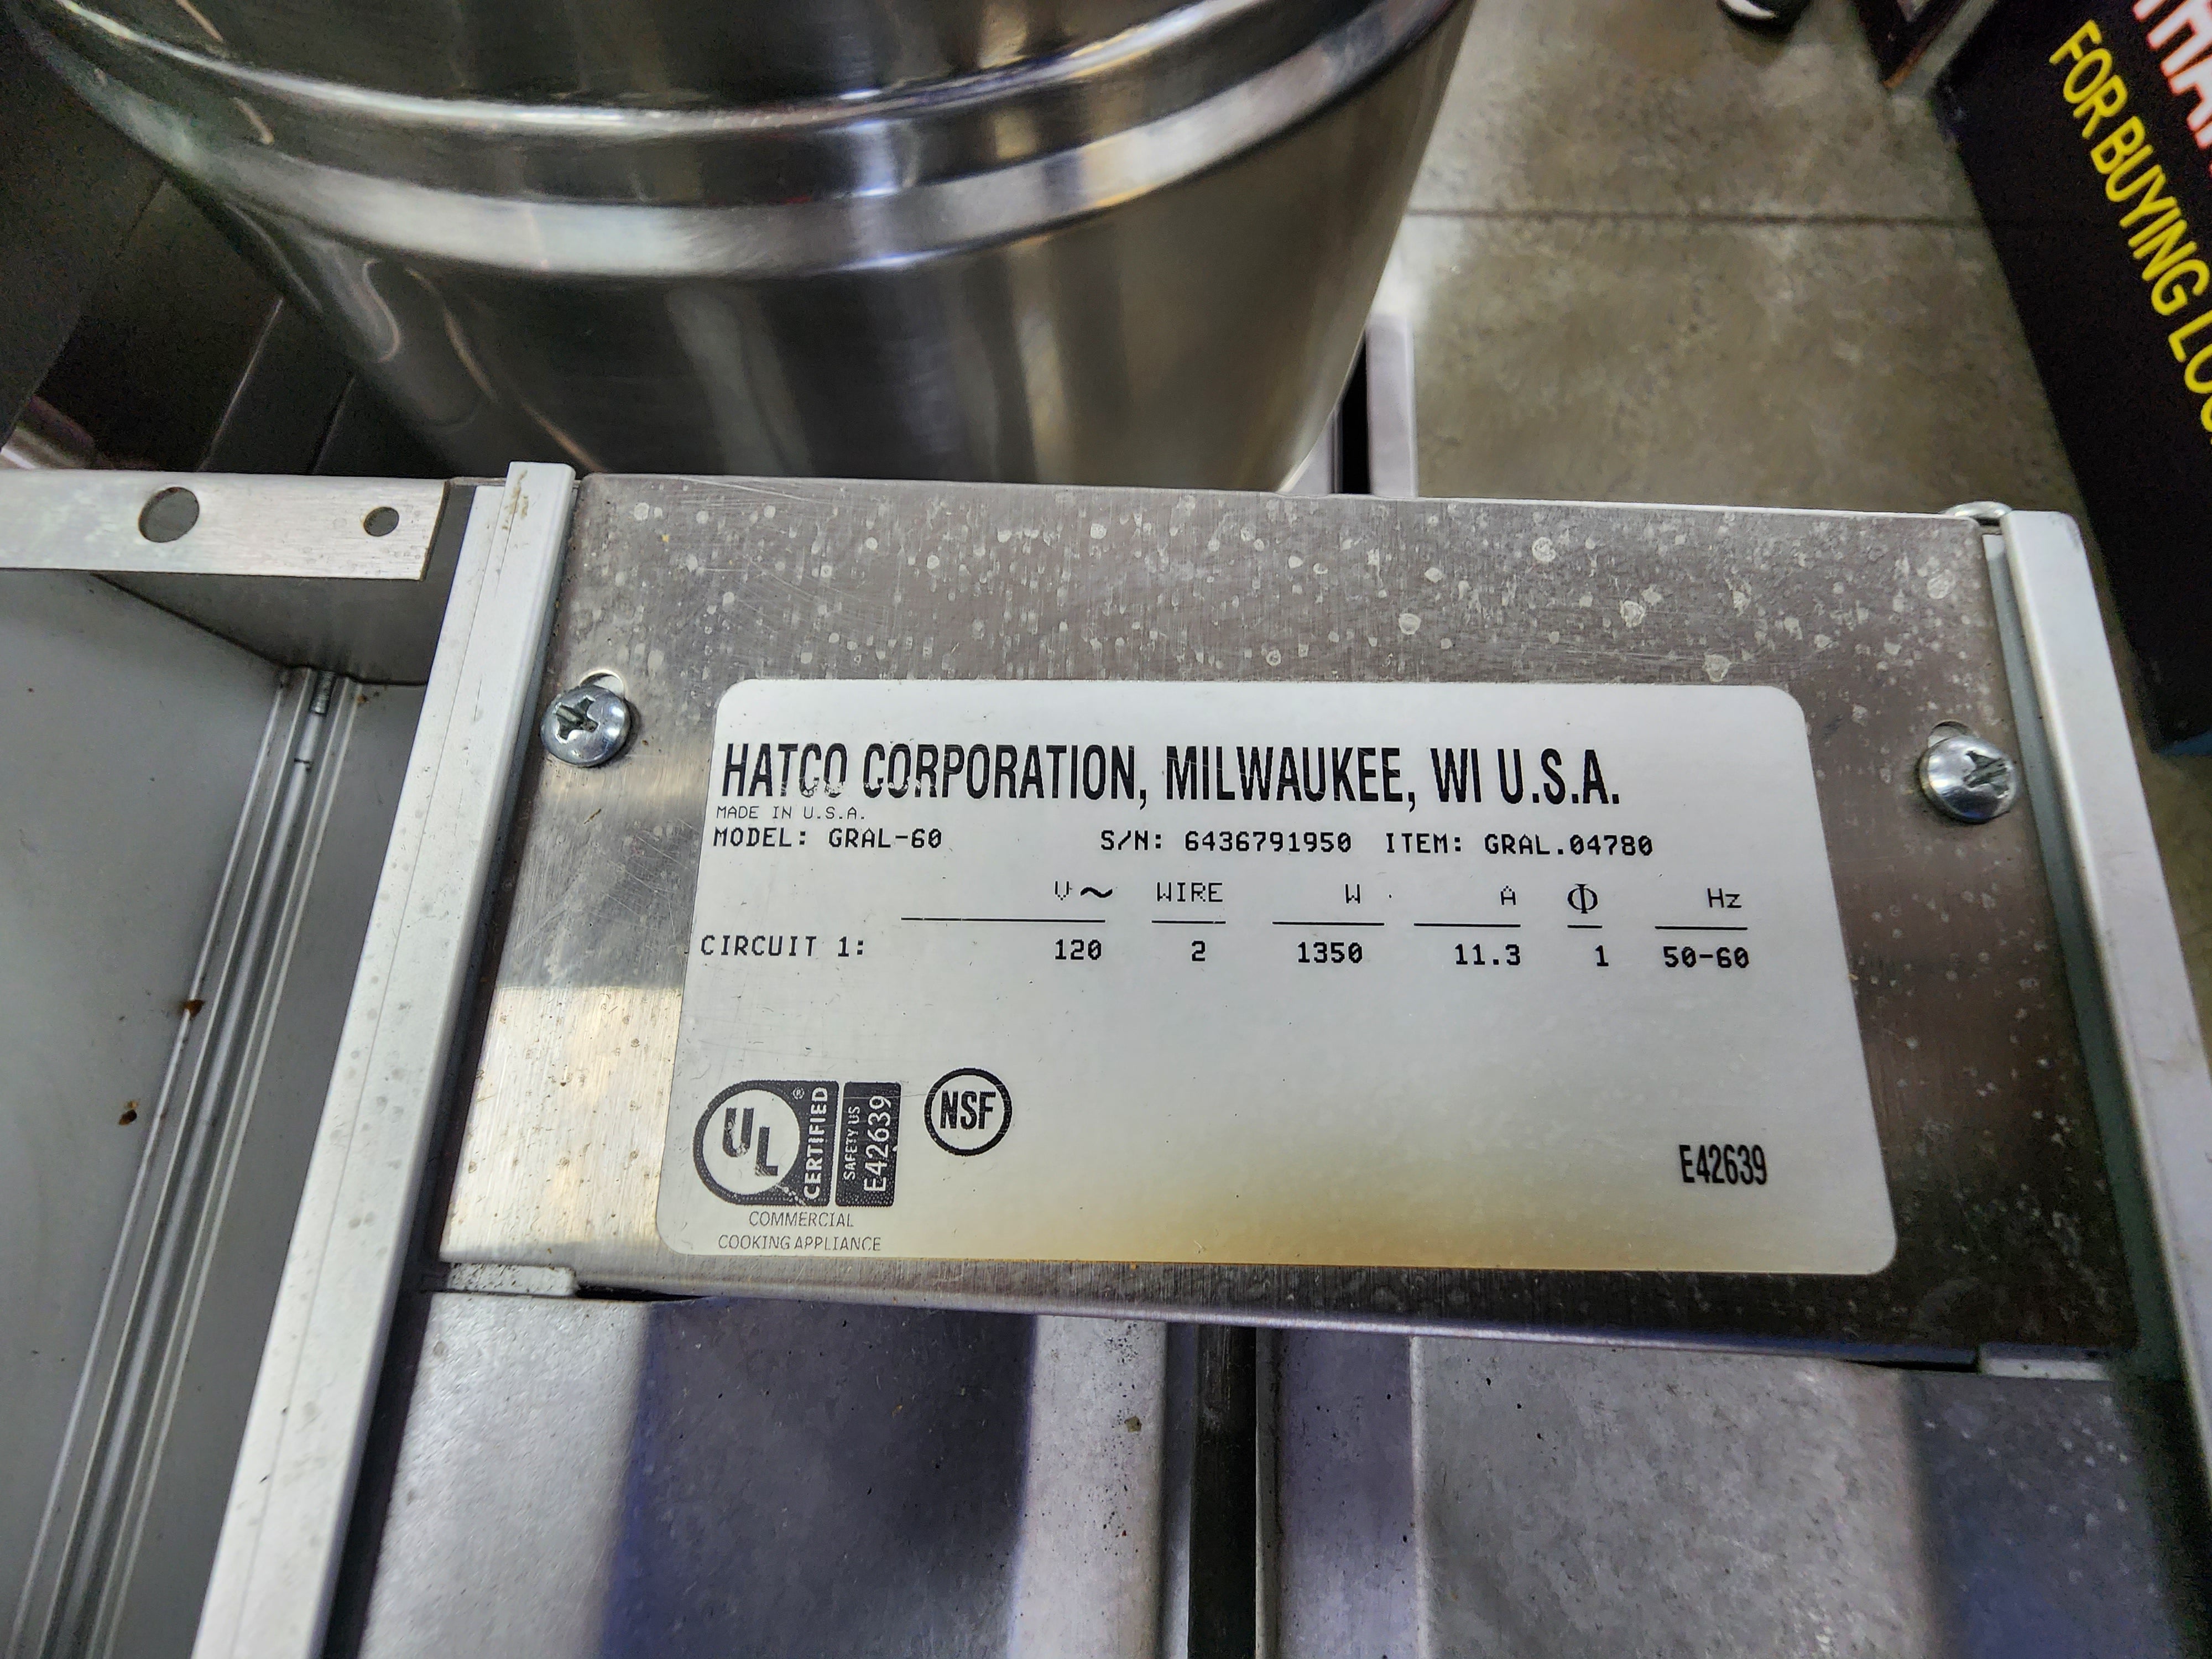 FOR BUYING
HATCO CORPORATION, MILWAUKEE, WI U.S.A.
MADE IN U.S.A.
MODEL: GRAL-60 S/N: 6436791950 ITEM: GRAL.04780
V~ WIRE W A Φ Hz
CIRCUIT 1: 120 2 1350 11.3 1 50-60
UL ® CERTIFIED SAFETY US E42639 NSF
COMMERCIAL
COOKING APPLIANCE
E42639